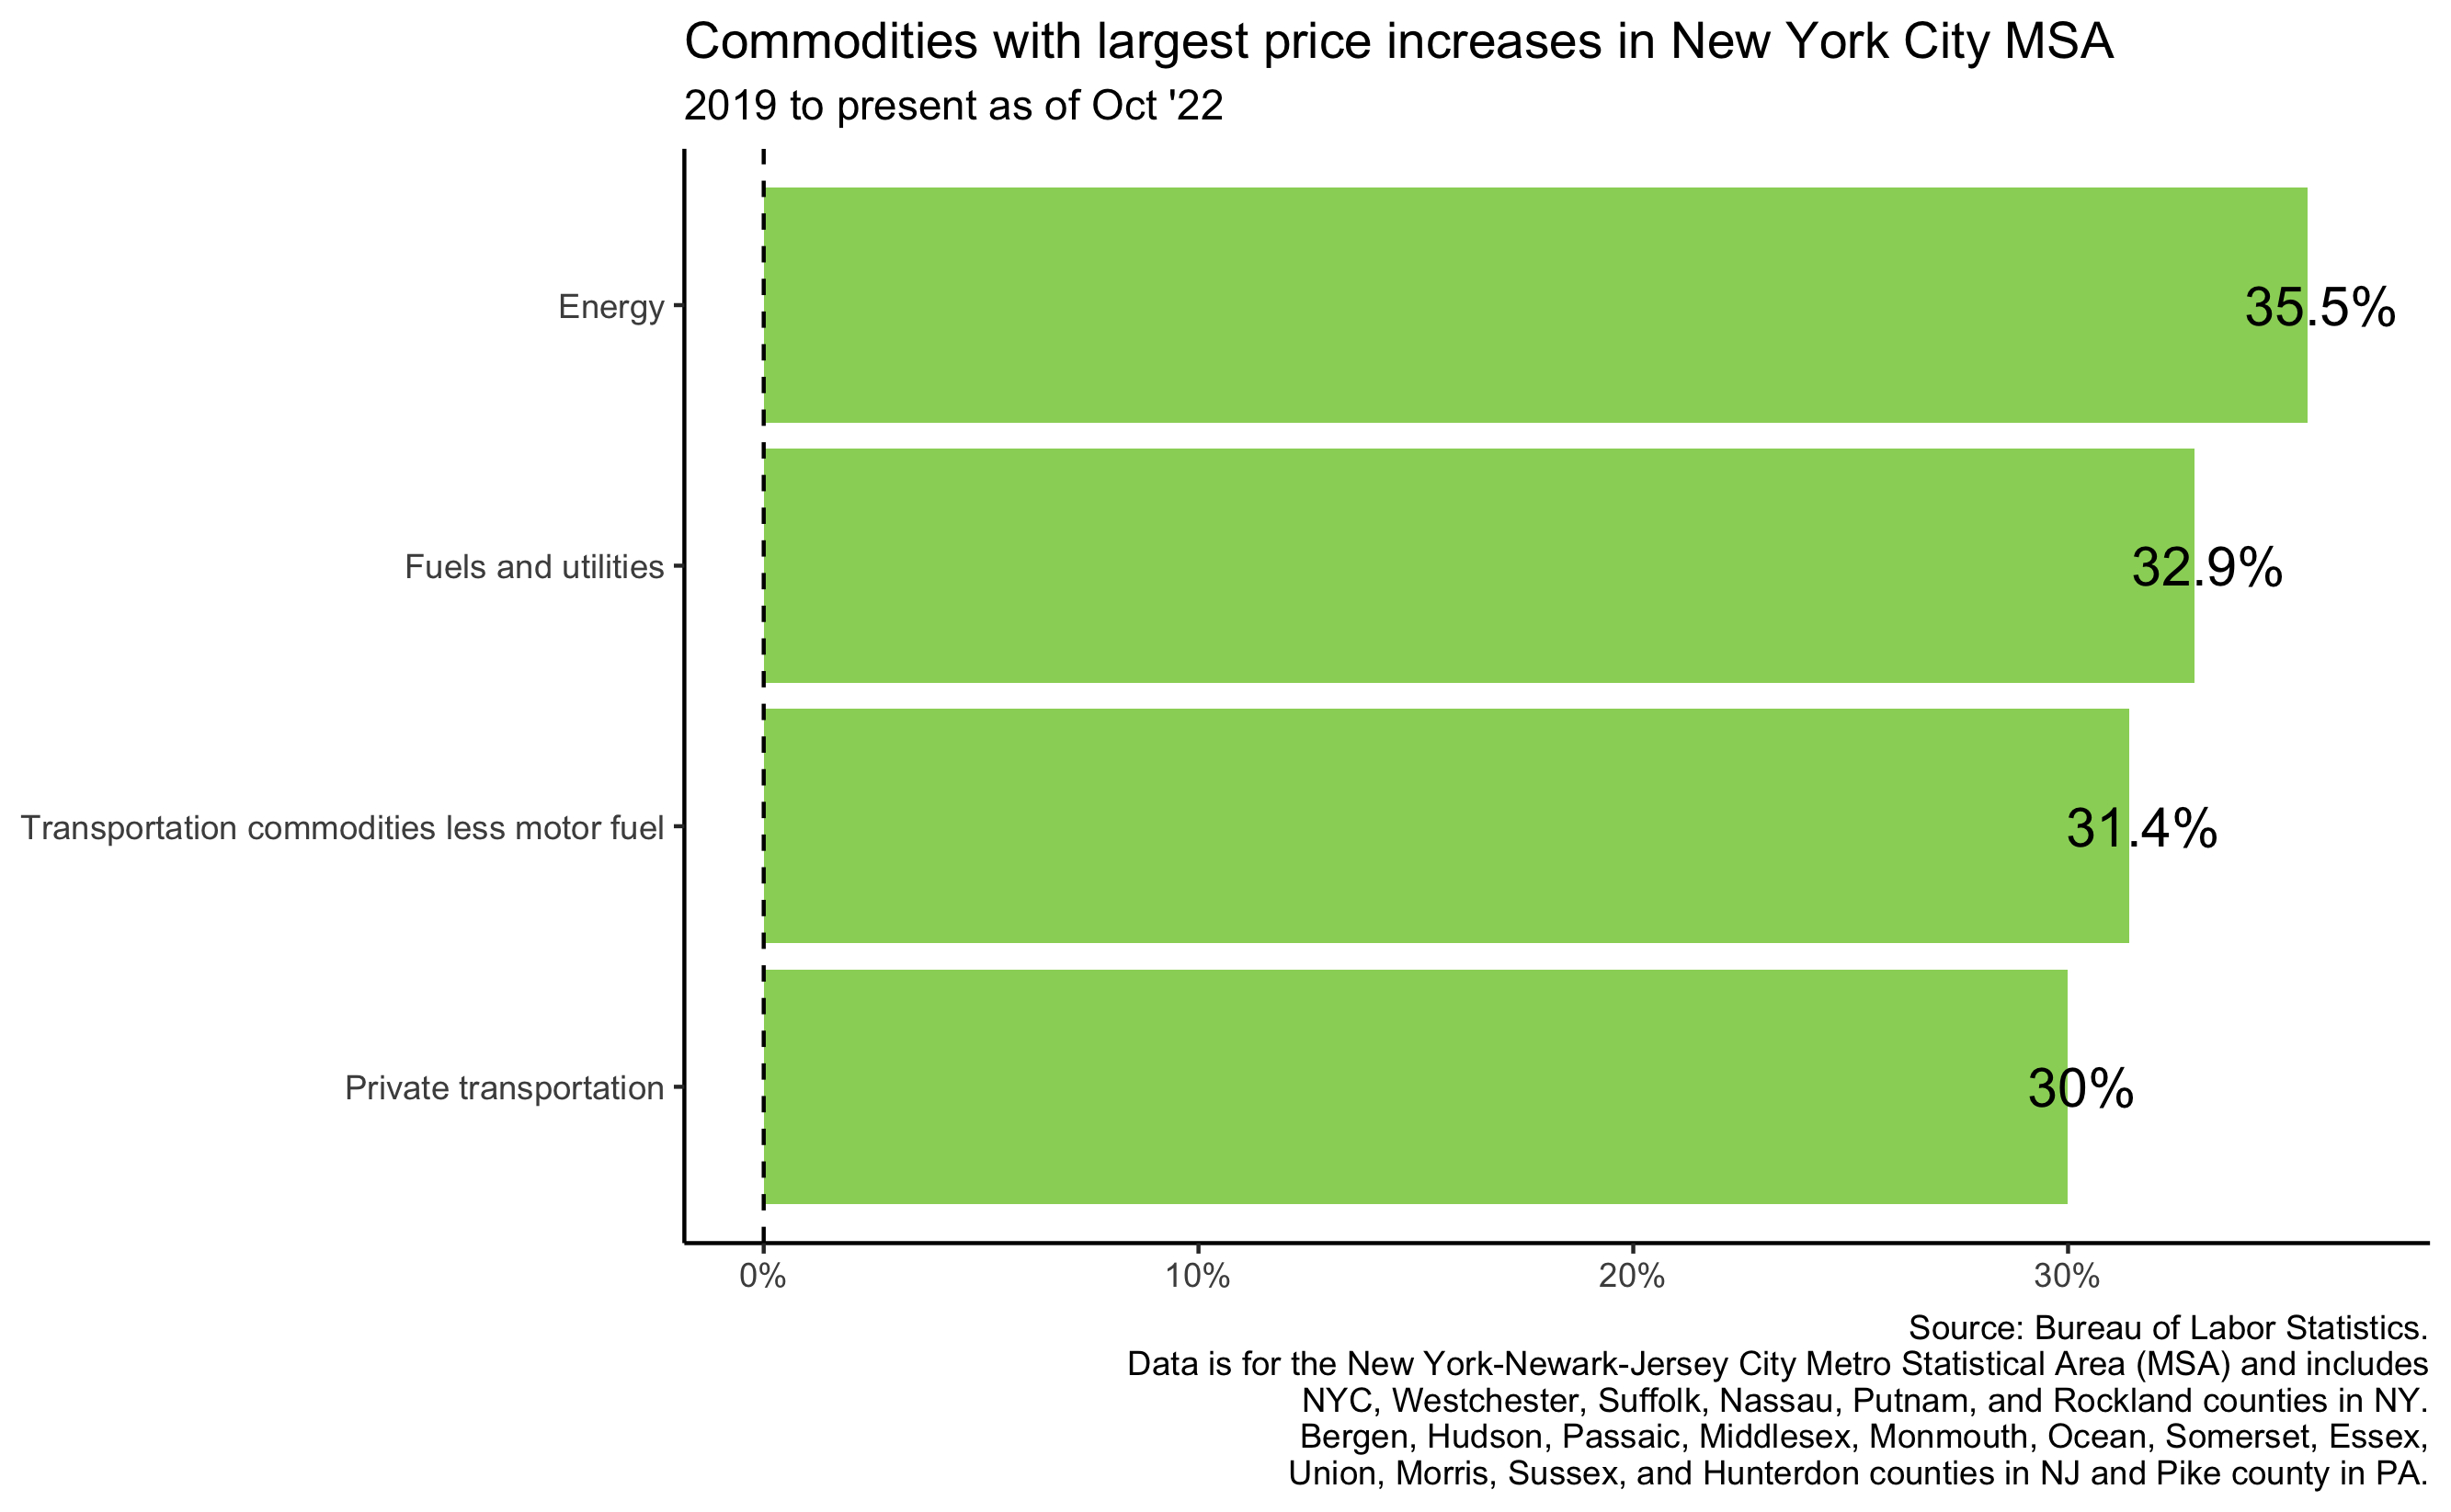 Commodities with largest price increases in New York City MSA
2019 to present as of Oct '22
Energy
35.5%
Fuels and utilities
32.9%
Transportation commodities less motor fuel
31.4%
Private transportation
30%
0%
10%
20%
30%
Source: Bureau of Labor Statistics.
Data is for the New York-Newark-Jersey City Metro Statistical Area (MSA) and includes
NYC, Westchester, Suffolk, Nassau, Putnam, and Rockland counties in NY.
Bergen, Hudson, Passaic, Middlesex, Monmouth, Ocean, Somerset, Essex,
Union, Morris, Sussex, and Hunterdon counties in NJ and Pike county in PA.